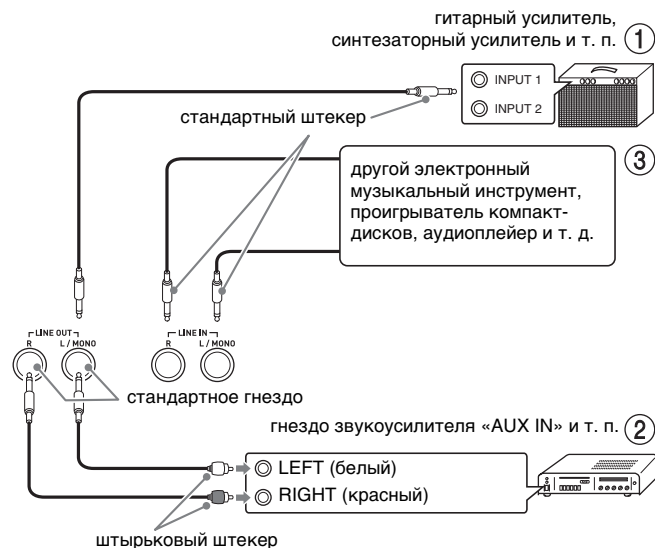 гитарный усилитель,
синтезаторный усилитель и т. п. ①
INPUT 1
INPUT 2
стандартный штекер
③
другой электронный
музыкальный инструмент,
проигрыватель компакт-
дисков, аудиоплейер и т. д.
LINE OUT
R L / MONO
LINE IN
R L / MONO
стандартное гнездо
гнездо звукоусилителя «AUX IN» и т. п. ②
LEFT (белый)
RIGHT (красный)
штырьковый штекер